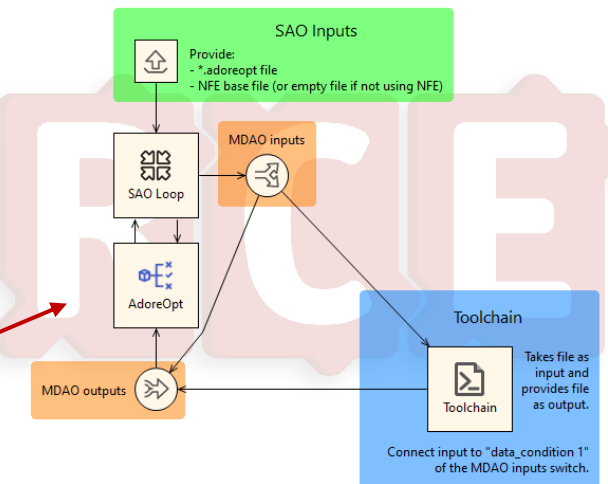 SAO Inputs
Provide:
- *.adoreopt file
- NFE base file (or empty file if not using NFE)
MDAO inputs
SAO Loop
AdoreOpt
MDAO outputs
Toolchain
Takes file as
input and
provides file
as output.
Toolchain
Connect input to "data_condition 1"
of the MDAO inputs switch.
RCE